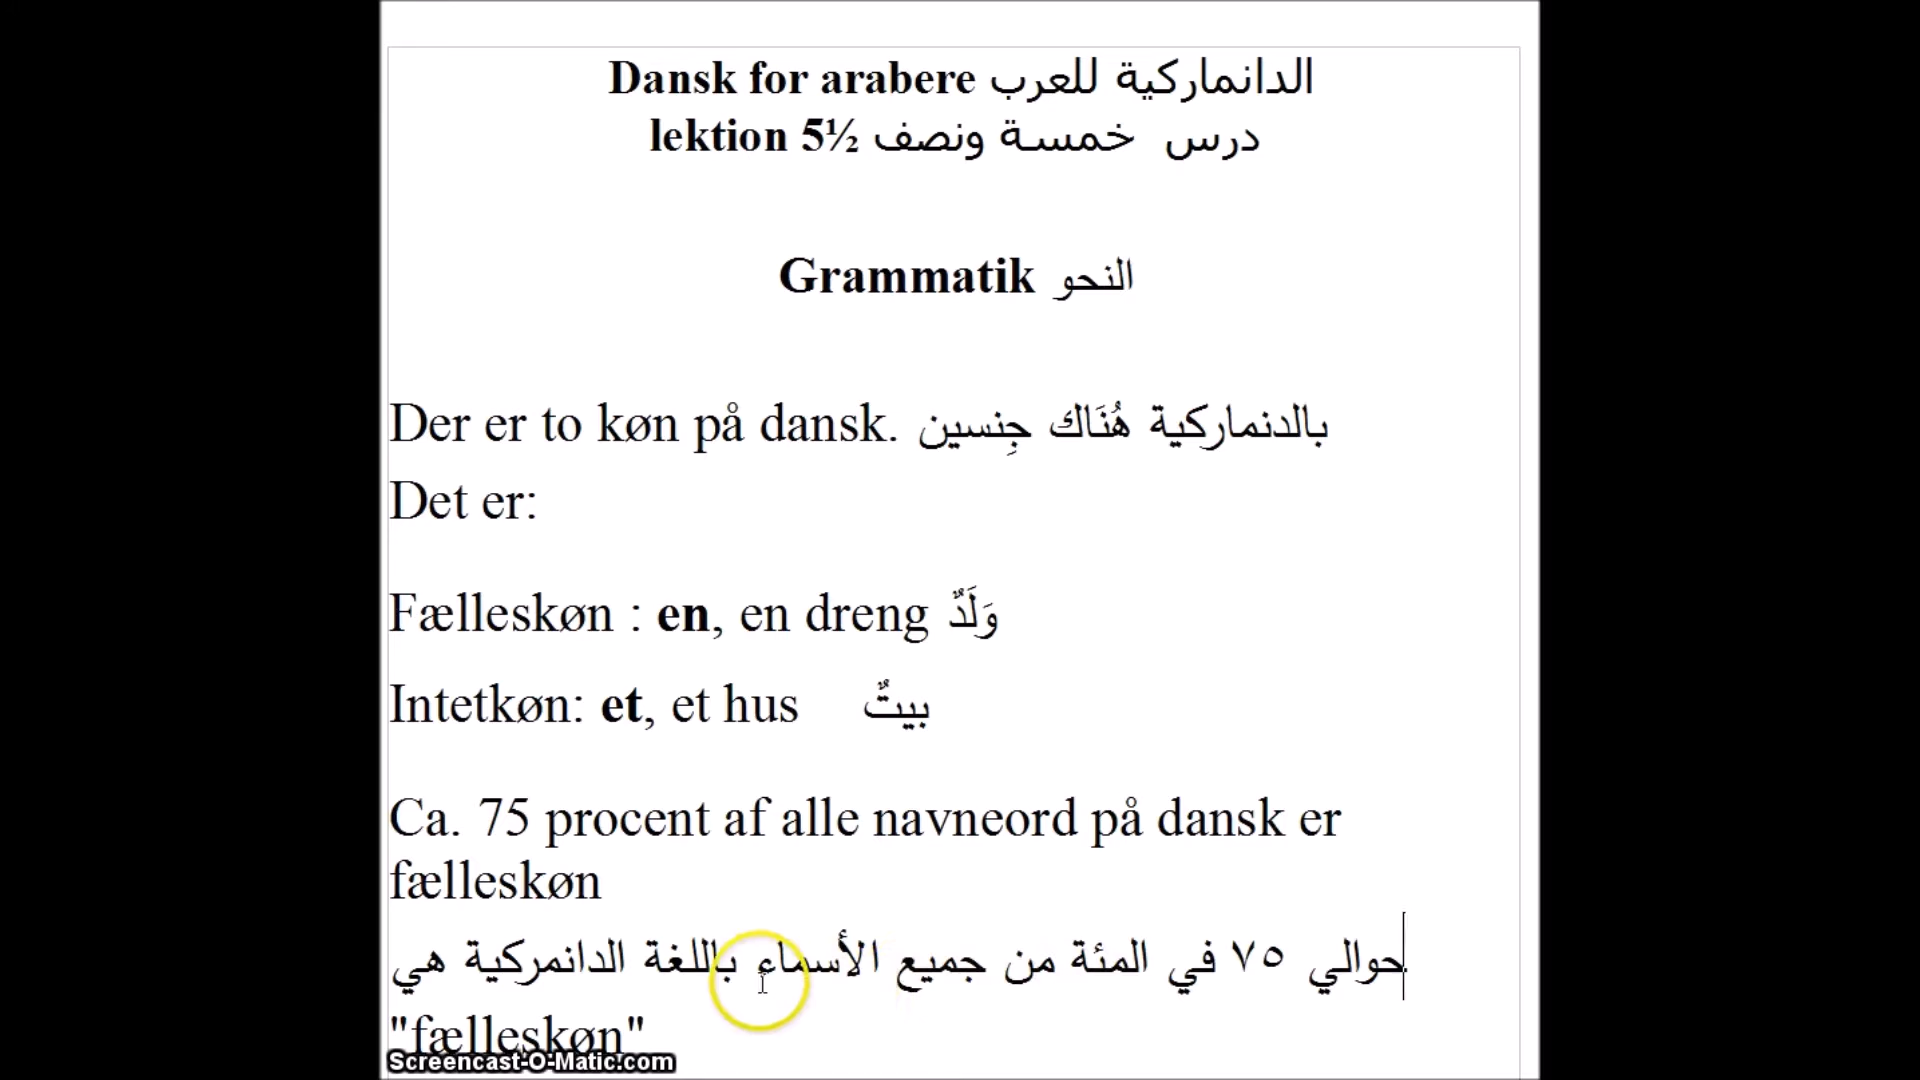 Dansk for arabere الدانماركية للعرب
lektion 5½ درس خمسة ونصف
Grammatik النحو
Der er to køn på dansk. بالدنماركية هُنَاك جِنسين
Det er:
Fælleskøn : en, en dreng وَلَدٌ
Intetkøn: et, et hus بيتٌ
Ca. 75 procent af alle navneord på dansk er
fælleskøn
حوالي ٧٥ في المئة من جميع الأسماء باللغة الدانمركية هي
"fælleskøn"
Screencast-O-Matic.com